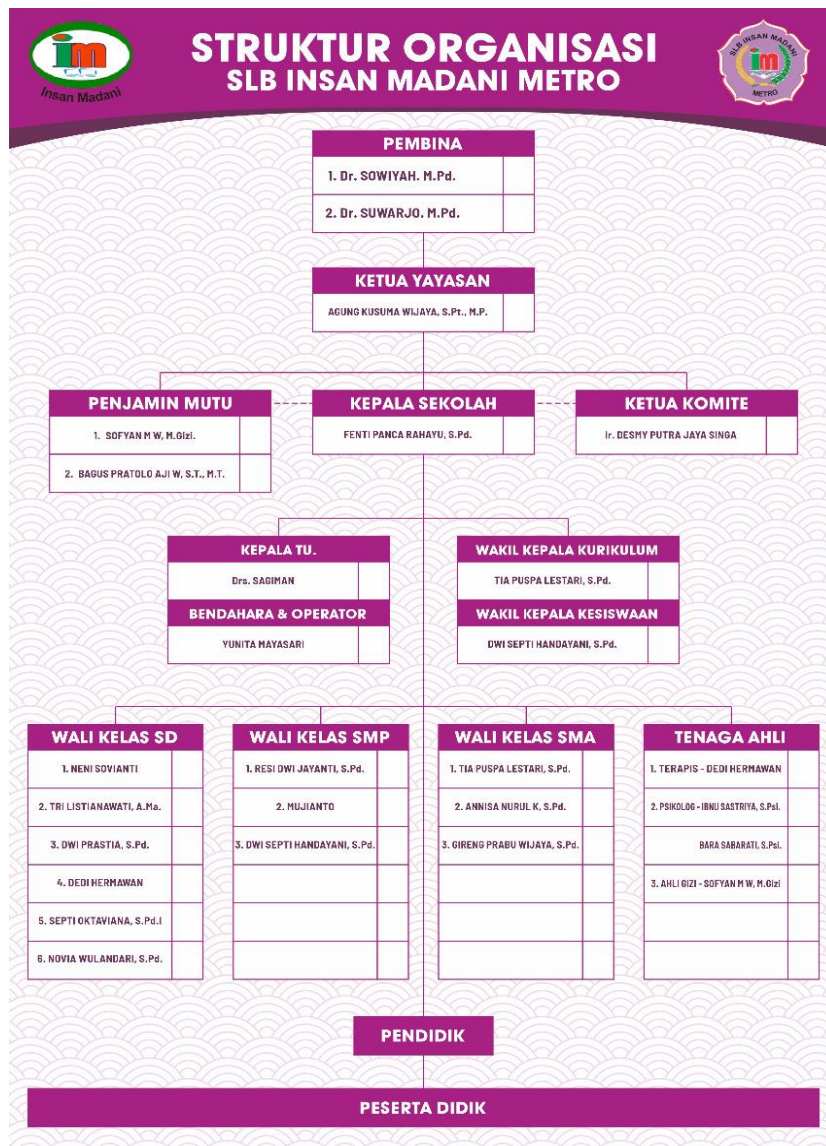 im
Insan Madani
STRUKTUR ORGANISASI
SLB INSAN MADANI METRO
SLB INSAN MADANI
im
METRO
PEMBINA
1. Dr. SOWIYAH. M.Pd.
2. Dr. SUWARJO. M.Pd.
KETUA YAYASAN
AGUNG KUSUMA WIJAYA, S.Pt., M.P.
PENJAMIN MUTU
1. SOFYAN M W, M.Gizi.
2. BAGUS PRATOLO AJI W, S.T., M.T.
KEPALA SEKOLAH
FENTI PANCA RAHAYU, S.Pd.
KETUA KOMITE
Ir. DESMY PUTRA JAYA SINGA
KEPALA TU.
Drs. SAGIMAN
BENDAHARA & OPERATOR
YUNITA MAYASARI
WAKIL KEPALA KURIKULUM
TIA PUSPA LESTARI, S.Pd.
WAKIL KEPALA KESISWAAN
DWI SEPTI HANDAYANI, S.Pd.
WALI KELAS SD
1. NENI SOVIANTI
2. TRI LISTIANAWATI, A.Ma.
3. DWI PRASTIA, S.Pd.
4. DEDI HERMAWAN
5. SEPTI OKTAVIANA, S.Pd.I
6. NOVIA WULANDARI, S.Pd.
WALI KELAS SMP
1. RESI DWI JAYANTI, S.Pd.
2. MUJIANTO
3. DWI SEPTI HANDAYANI, S.Pd.
WALI KELAS SMA
1. TIA PUSPA LESTARI, S.Pd.
2. ANNISA NURUL K, S.Pd.
3. GIRENG PRABU WIJAYA, S.Pd.
TENAGA AHLI
1. TERAPIS - DEDI HERMAWAN
2. PSIKOLOG - IBNU SASTRIYA, S.Psi.
BARA SABARATI, S.Psi.
3. AHLI GIZI - SOFYAN M W, M.Gizi
PENDIDIK
PESERTA DIDIK